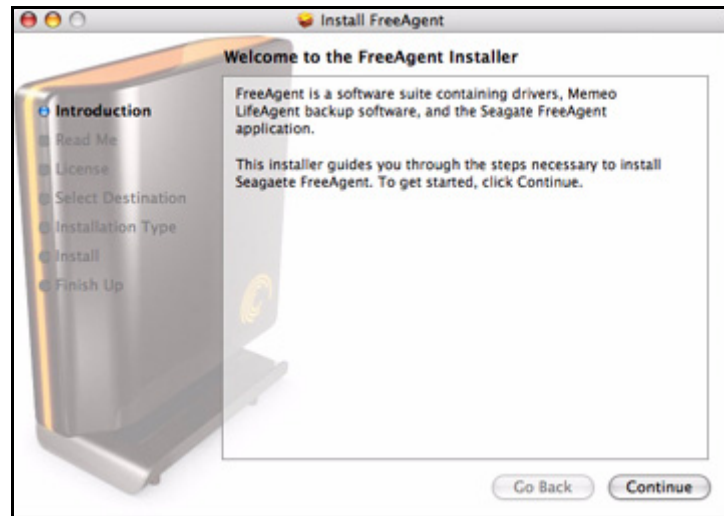 Install FreeAgent
Welcome to the FreeAgent Installer
Introduction
Read Me
License
Select Destination
Installation Type
Install
Finish Up
FreeAgent is a software suite containing drivers, Memeo
LifeAgent backup software, and the Seagate FreeAgent
application.
This installer guides you through the steps necessary to install
Seagaete FreeAgent. To get started, click Continue.
Go Back
Continue